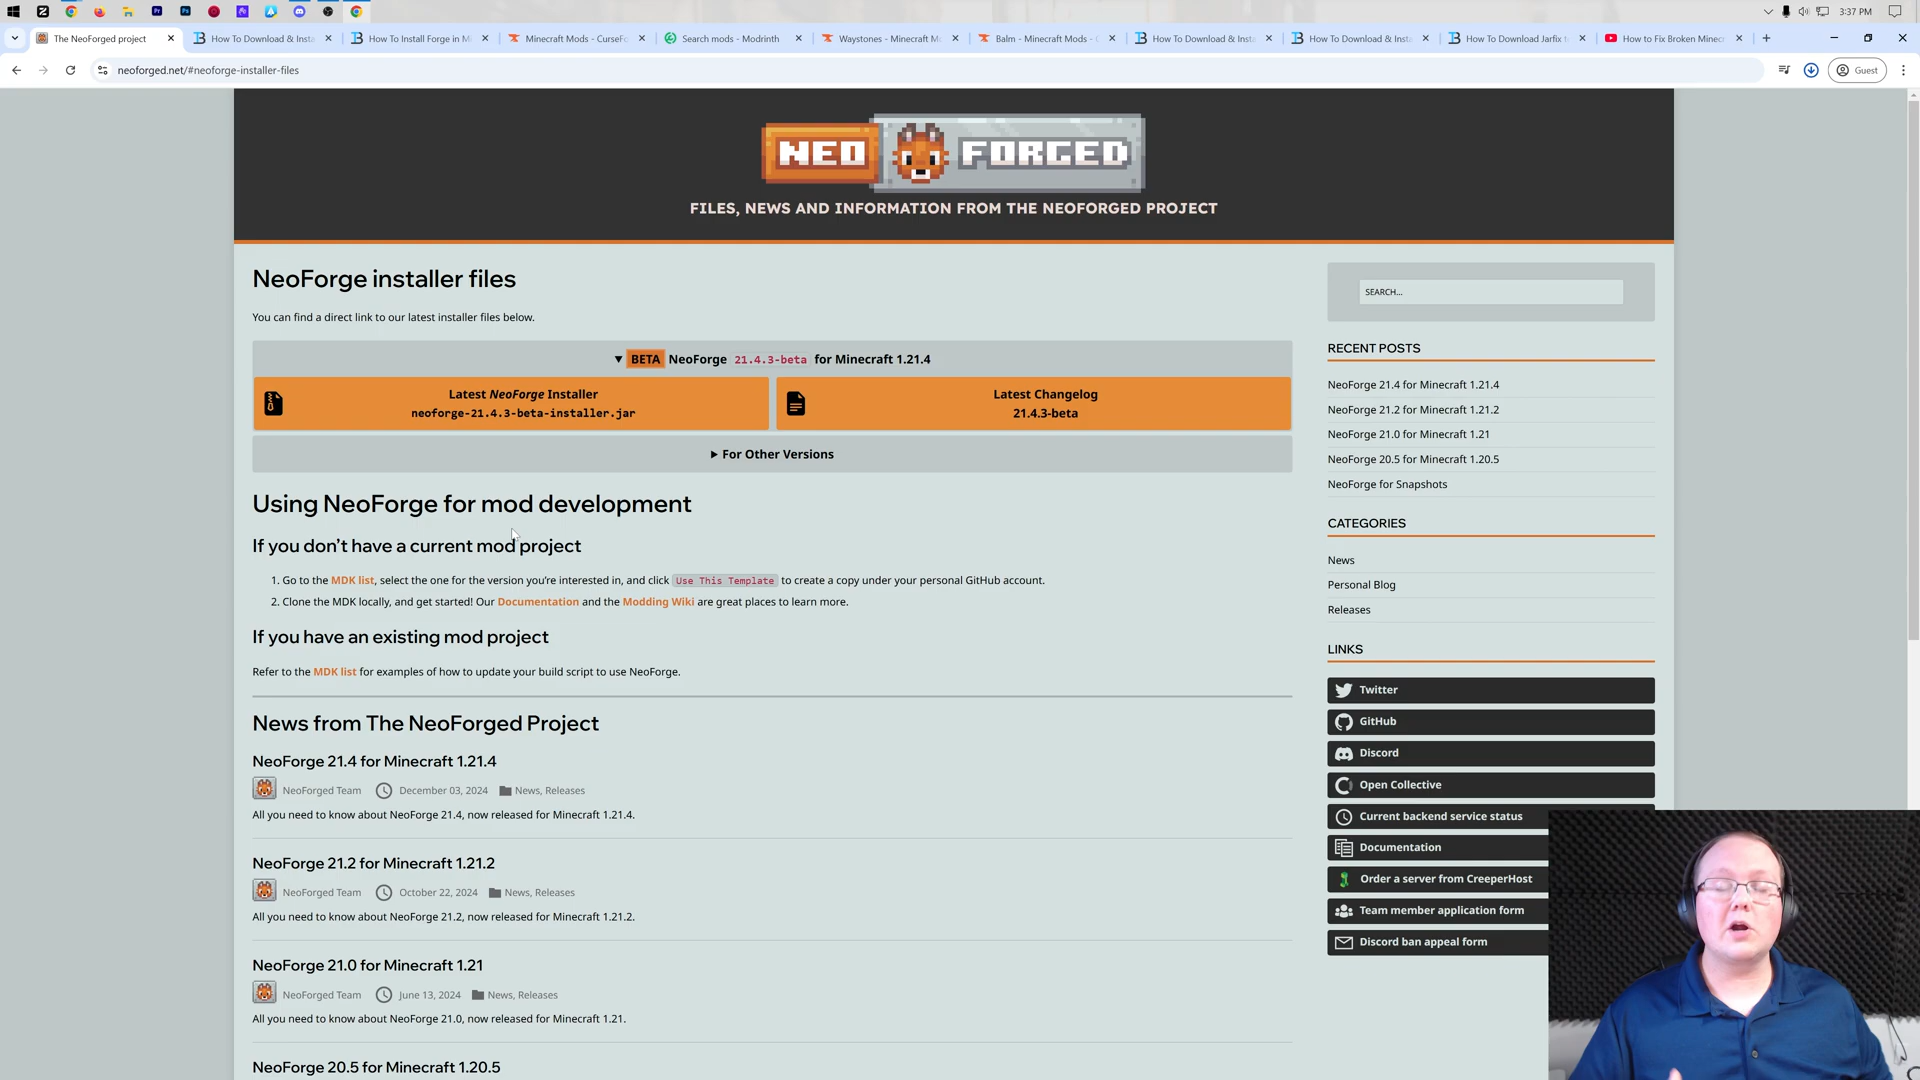 3:37 PM
The NeoForged project
How To Download & Insta
How To Install Forge in M
Minecraft Mods - CurseFo
Search mods - Modrinth
Waystones - Minecraft M
Balm - Minecraft Mods - C
How To Download & Insta
How To Download & Insta
How To Download Jarfix t
How to Fix Broken Minec
neoforged.net/#neoforge-installer-files
Guest
NEO FORGED
FILES, NEWS AND INFORMATION FROM THE NEOFORGED PROJECT
NeoForge installer files
You can find a direct link to our latest installer files below.
▼ BETA NeoForge 21.4.3-beta for Minecraft 1.21.4
Latest NeoForge Installer
neoforge-21.4.3-beta-installer.jar
Latest Changelog
21.4.3-beta
▶ For Other Versions
Using NeoForge for mod development
If you don't have a current mod project
1. Go to the MDK list, select the one for the version you're interested in, and click Use This Template to create a copy under your personal GitHub account.
2. Clone the MDK locally, and get started! Our Documentation and the Modding Wiki are great places to learn more.
If you have an existing mod project
Refer to the MDK list for examples of how to update your build script to use NeoForge.
News from The NeoForged Project
NeoForge 21.4 for Minecraft 1.21.4
NeoForged Team December 03, 2024 News, Releases
All you need to know about NeoForge 21.4, now released for Minecraft 1.21.4.
NeoForge 21.2 for Minecraft 1.21.2
NeoForged Team October 22, 2024 News, Releases
All you need to know about NeoForge 21.2, now released for Minecraft 1.21.2.
NeoForge 21.0 for Minecraft 1.21
NeoForged Team June 13, 2024 News, Releases
All you need to know about NeoForge 21.0, now released for Minecraft 1.21.
NeoForge 20.5 for Minecraft 1.20.5
SEARCH...
RECENT POSTS
NeoForge 21.4 for Minecraft 1.21.4
NeoForge 21.2 for Minecraft 1.21.2
NeoForge 21.0 for Minecraft 1.21
NeoForge 20.5 for Minecraft 1.20.5
NeoForge for Snapshots
CATEGORIES
News
Personal Blog
Releases
LINKS
Twitter
GitHub
Discord
Open Collective
Current backend service status
Documentation
Order a server from CreeperHost
Team member application form
Discord ban appeal form